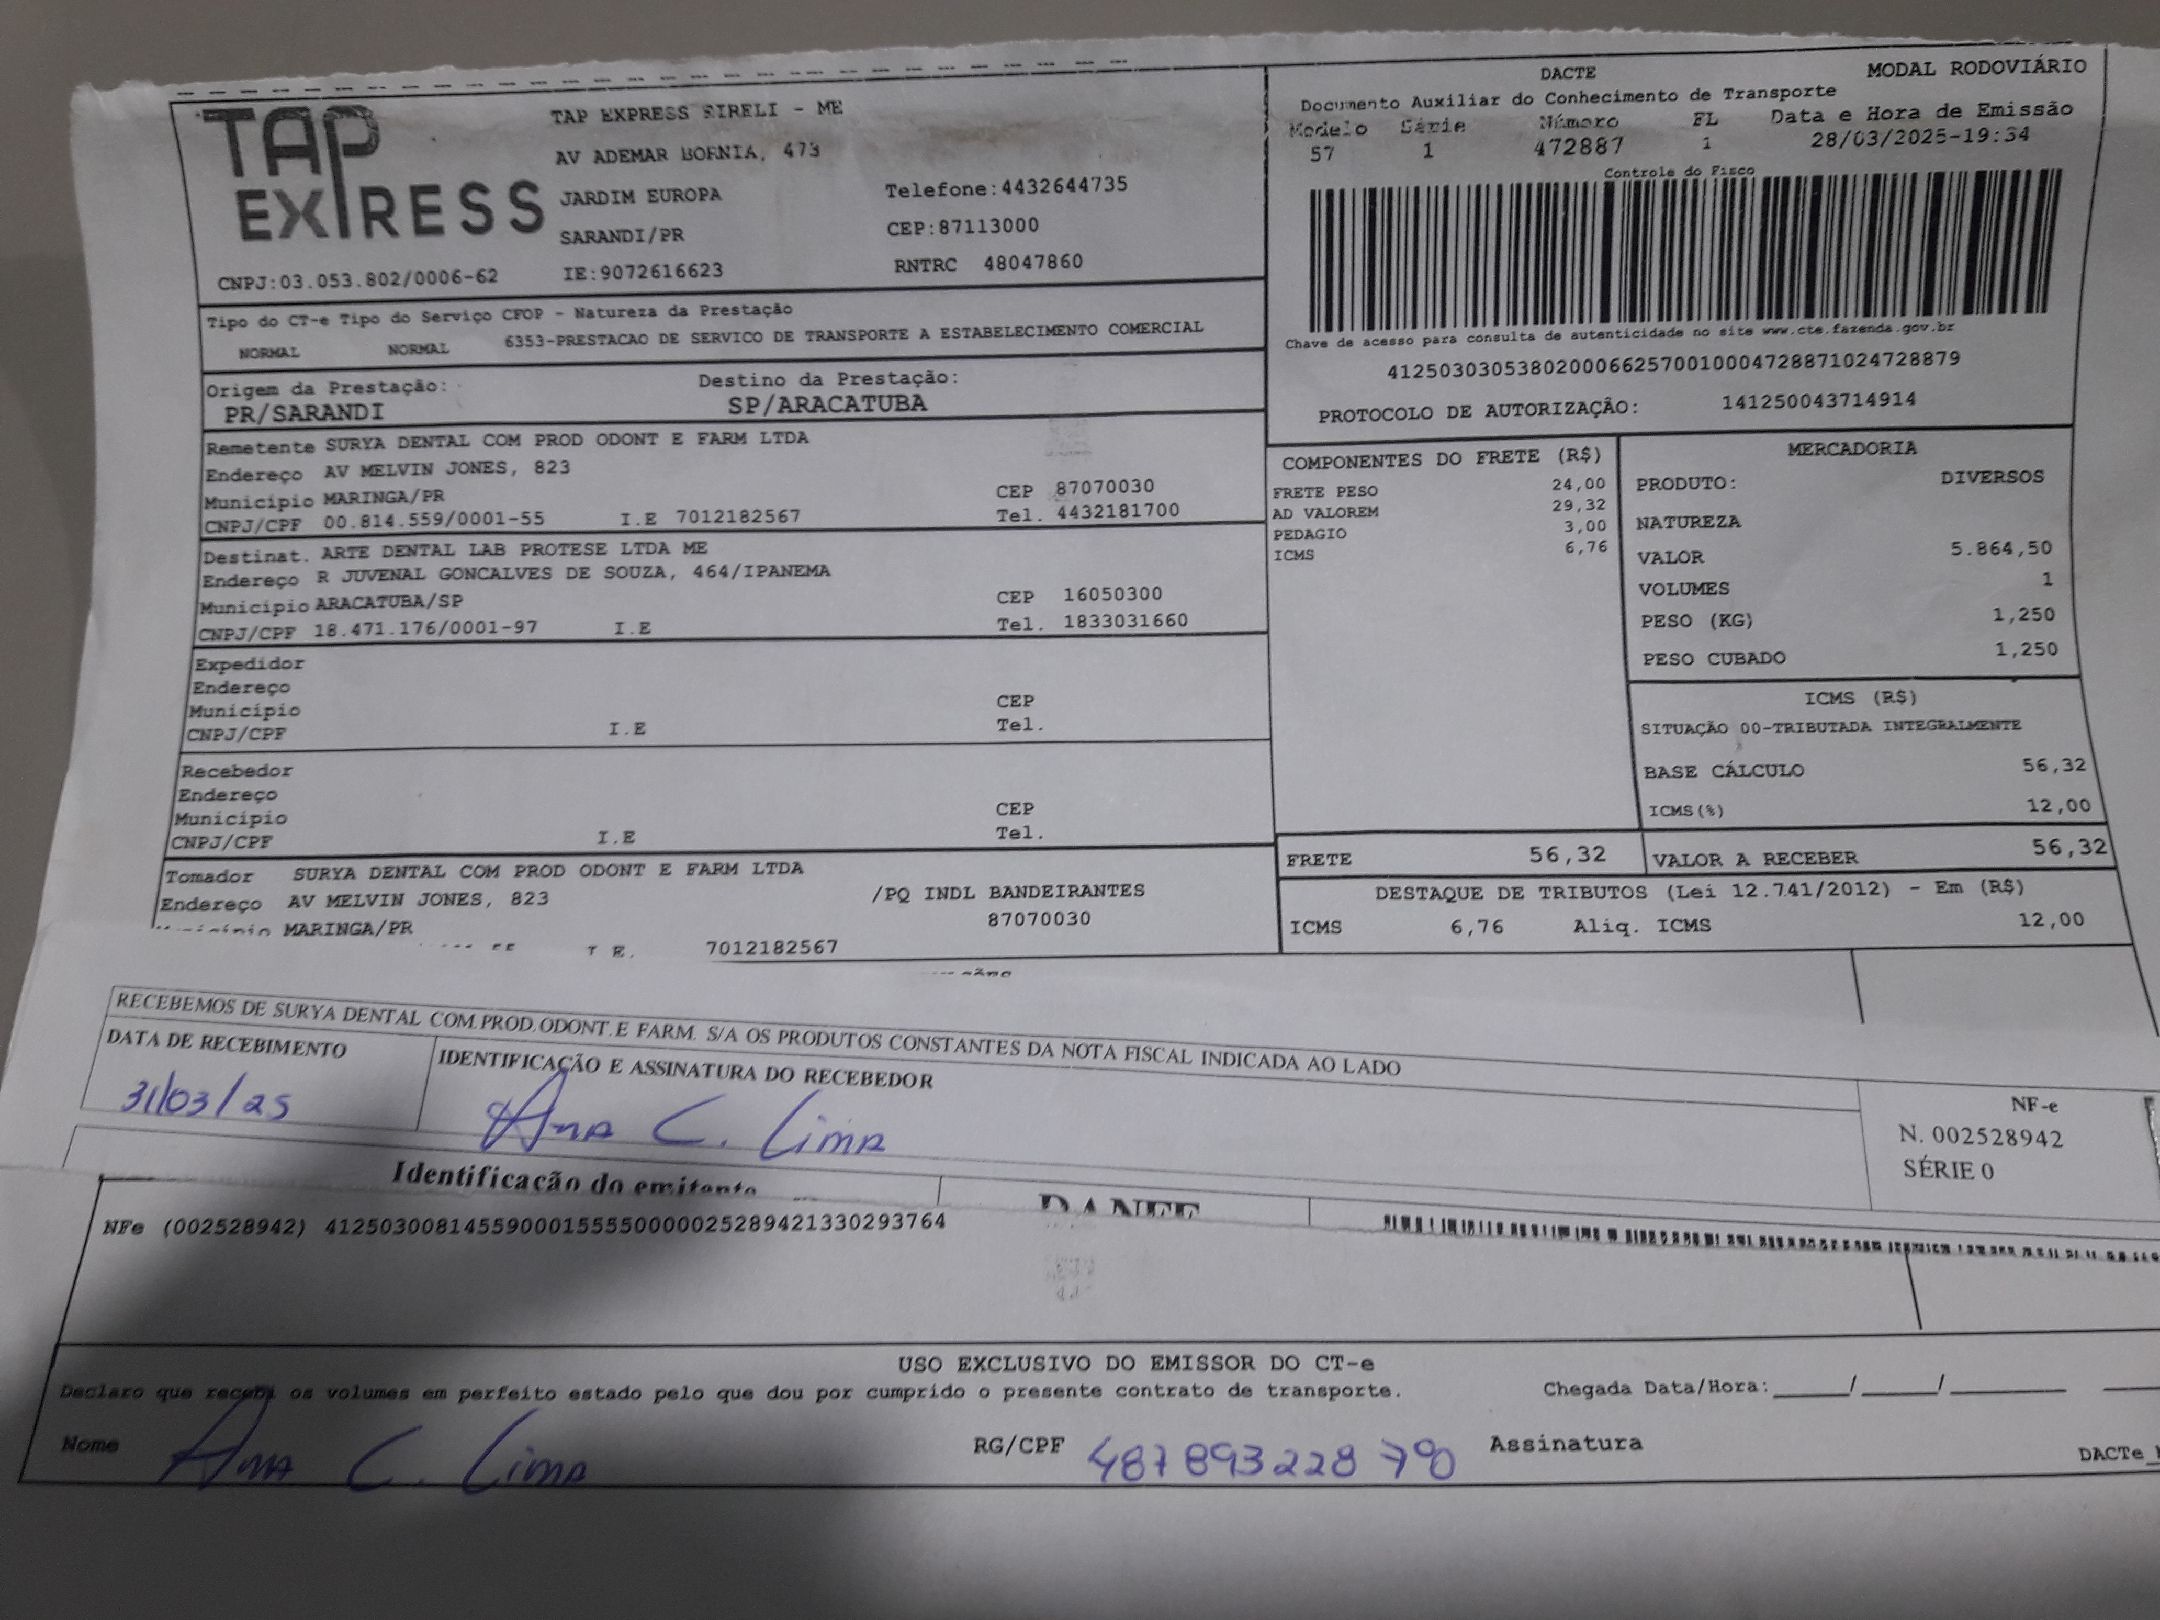 TAP EXPRESS
TAP EXPRESS EIRELI - ME
AV ADEMAR BORNIA, 473
JARDIM EUROPA Telefone:4432644735
SARANDI/PR CEP:87113000
CNPJ:03.053.802/0006-62 IE:9072616623 RNTRC 48047860
DACTE MODAL RODOVIÁRIO
Documento Auxiliar do Conhecimento de Transporte
Modelo Série Número FL Data e Hora de Emissão
57 1 472887 1 28/03/2025-19:34
Controle do Fisco
Chave de acesso para consulta de autenticidade no site www.cte.fazenda.gov.br
41250303053802000662570010004728871024728879
PROTOCOLO DE AUTORIZAÇÃO: 141250043714914
Tipo do CT-e Tipo do Serviço CFOP - Natureza da Prestação
NORMAL NORMAL 6353-PRESTACAO DE SERVICO DE TRANSPORTE A ESTABELECIMENTO COMERCIAL
Origem da Prestação: Destino da Prestação:
PR/SARANDI SP/ARACATUBA
Remetente SURYA DENTAL COM PROD ODONT E FARM LTDA
Endereço AV MELVIN JONES, 823
Município MARINGA/PR CEP 87070030
CNPJ/CPF 00.814.559/0001-55 I.E 7012182567 Tel. 4432181700
Destinat. ARTE DENTAL LAB PROTESE LTDA ME
Endereço R JUVENAL GONCALVES DE SOUZA, 464/IPANEMA
Município ARACATUBA/SP CEP 16050300
CNPJ/CPF 18.471.176/0001-97 I.E Tel. 1833031660
Expedidor
Endereço
Município CEP
CNPJ/CPF I.E Tel.
Recebedor
Endereço
Município CEP
CNPJ/CPF I.E Tel.
Tomador SURYA DENTAL COM PROD ODONT E FARM LTDA
Endereço AV MELVIN JONES, 823 /PQ INDL BANDEIRANTES
MARINGA/PR 87070030
I E. 7012182567
COMPONENTES DO FRETE (R$)
FRETE PESO 24,00
AD VALOREM 29,32
PEDAGIO 3,00
ICMS 6,76
MERCADORIA
PRODUTO: DIVERSOS
NATUREZA
VALOR 5.864,50
VOLUMES 1
PESO (KG) 1,250
PESO CUBADO 1,250
ICMS (R$)
SITUAÇÃO 00-TRIBUTADA INTEGRALMENTE
BASE CÁLCULO 56,32
ICMS(%) 12,00
FRETE 56,32 VALOR A RECEBER 56,32
DESTAQUE DE TRIBUTOS (Lei 12.741/2012) - Em (R$)
ICMS 6,76 Aliq. ICMS 12,00
RECEBEMOS DE SURYA DENTAL COM.PROD.ODONT.E FARM. S/A OS PRODUTOS CONSTANTES DA NOTA FISCAL INDICADA AO LADO
DATA DE RECEBIMENTO IDENTIFICAÇÃO E ASSINATURA DO RECEBEDOR
31/03/25 Ana C. Lima
NF-e
N. 002528942
SÉRIE 0
Identificação do emitente DANFE
NFe (002528942) 41250300814559000155550000025289421330293764
USO EXCLUSIVO DO EMISSOR DO CT-e
Declaro que recebi os volumes em perfeito estado pelo que dou por cumprido o presente contrato de transporte. Chegada Data/Hora:____/____/______
Nome Ana C. Lima RG/CPF 487 893 228 70 Assinatura
DACTe_